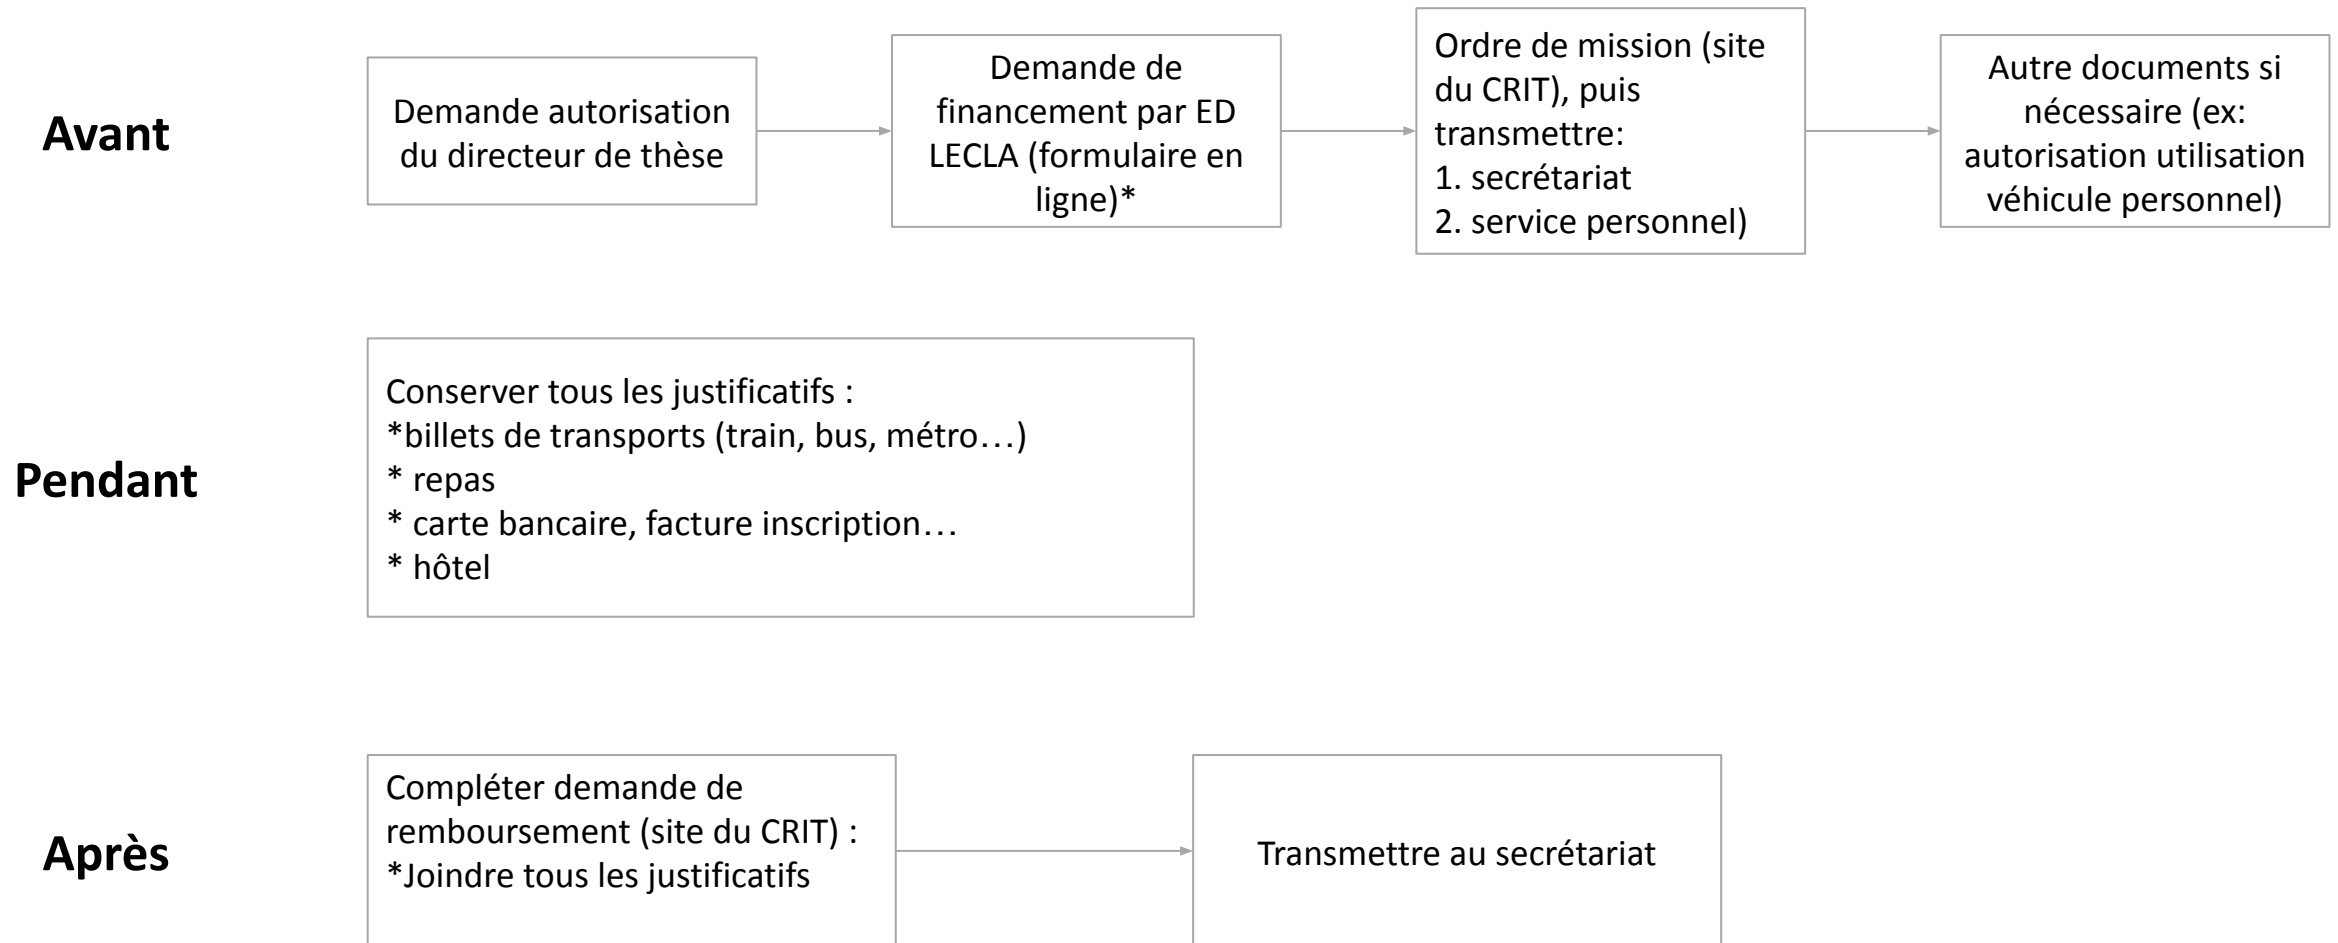 Avant
Demande autorisation
du directeur de thèse
Demande de
financement par ED
LECLA (formulaire en
ligne)*
Ordre de mission (site
du CRIT), puis
transmettre:
1. secrétariat
2. service personnel)
Autre documents si
nécessaire (ex:
autorisation utilisation
véhicule personnel)
Pendant
Conserver tous les justificatifs :
*billets de transports (train, bus, métro…)
* repas
* carte bancaire, facture inscription…
* hôtel
Après
Compléter demande de
remboursement (site du CRIT) :
*Joindre tous les justificatifs
Transmettre au secrétariat